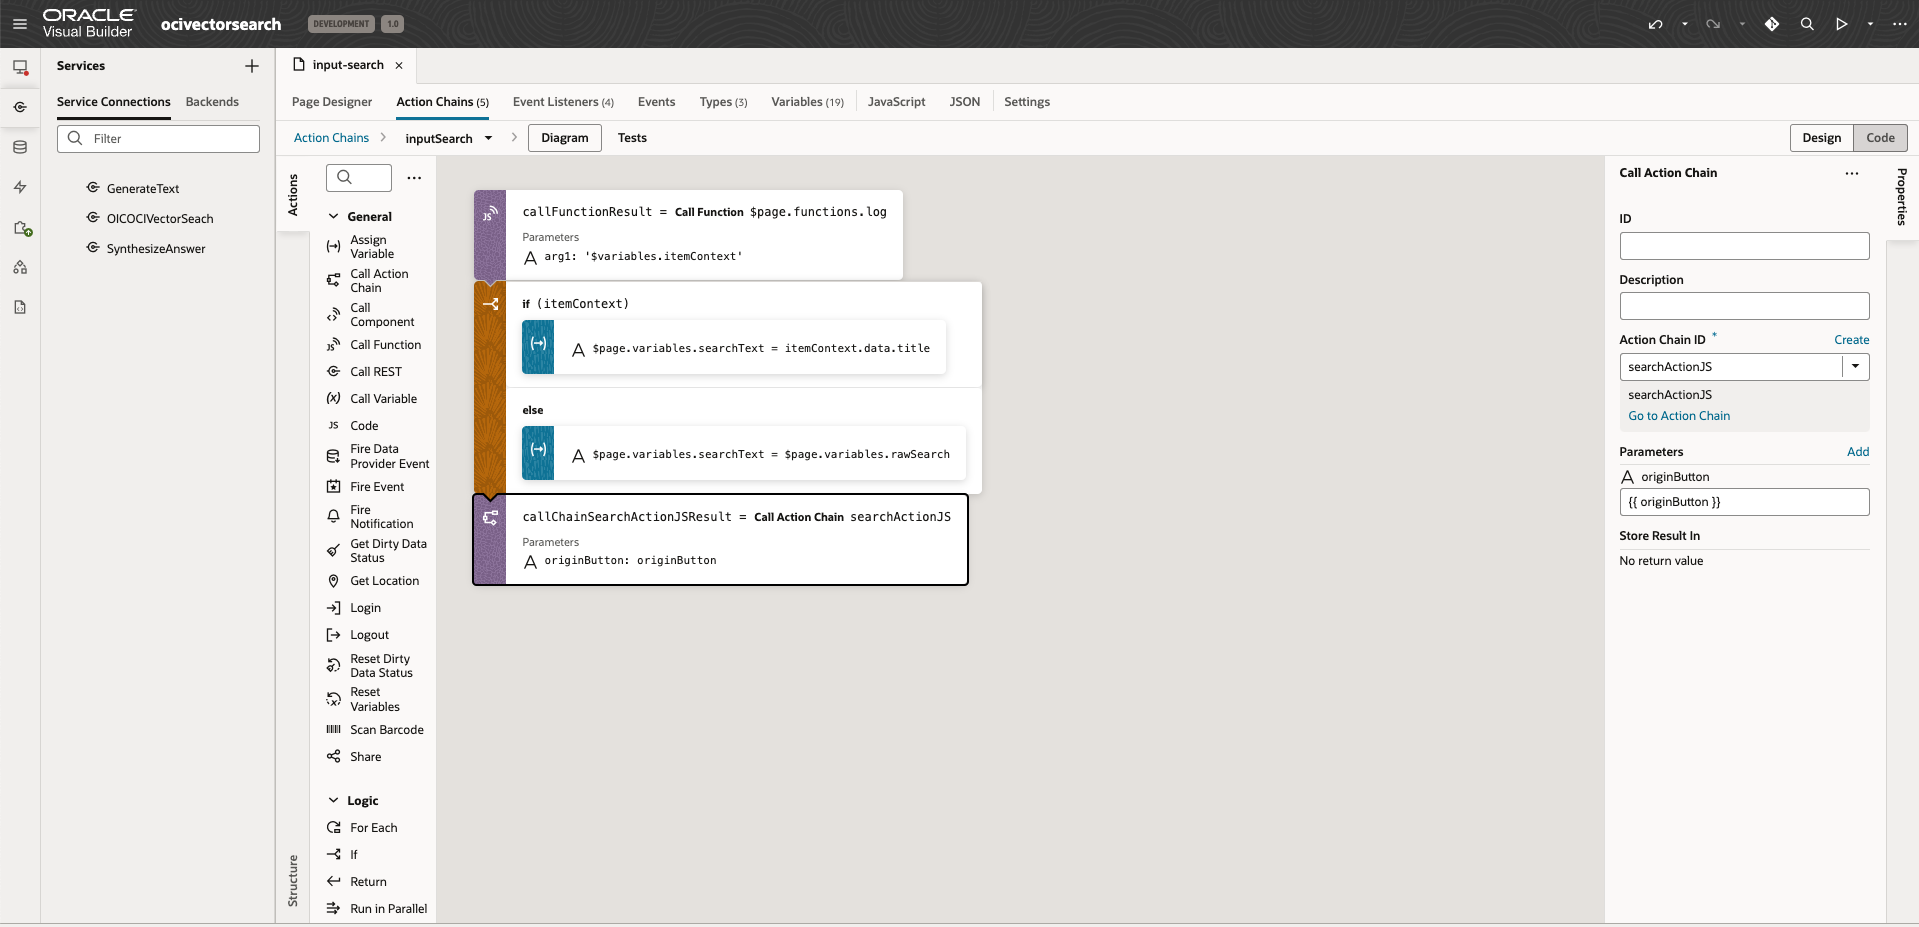 ORACLE
Visual Builder
ocivectorsearch
DEVELOPMENT
1.0
Services
Service Connections
Backends
Filter
GenerateText
OICOCIVectorSeach
SynthesizeAnswer
input-search
Page Designer
Action Chains (5)
Event Listeners (4)
Events
Types (3)
Variables (19)
JavaScript
JSON
Settings
Action Chains
inputSearch
Diagram
Tests
Design
Code
Actions
Structure
General
Assign
Variable
Call Action
Chain
Call
Component
Call Function
Call REST
Call Variable
Code
Fire Data
Provider Event
Fire Event
Fire
Notification
Get Dirty Data
Status
Get Location
Login
Logout
Reset Dirty
Data Status
Reset
Variables
Scan Barcode
Share
Logic
For Each
If
Return
Run in Parallel
callFunctionResult = Call Function $page.functions.log
Parameters
A arg1: '$variables.itemContext'
if (itemContext)
A $page.variables.searchText = itemContext.data.title
else
A $page.variables.searchText = $page.variables.rawSearch
callChainSearchActionJSResult = Call Action Chain searchActionJS
Parameters
A originButton: originButton
Call Action Chain
Properties
ID
Description
Action Chain ID *
Create
searchActionJS
searchActionJS
Go to Action Chain
Parameters
Add
A originButton
{{ originButton }}
Store Result In
No return value